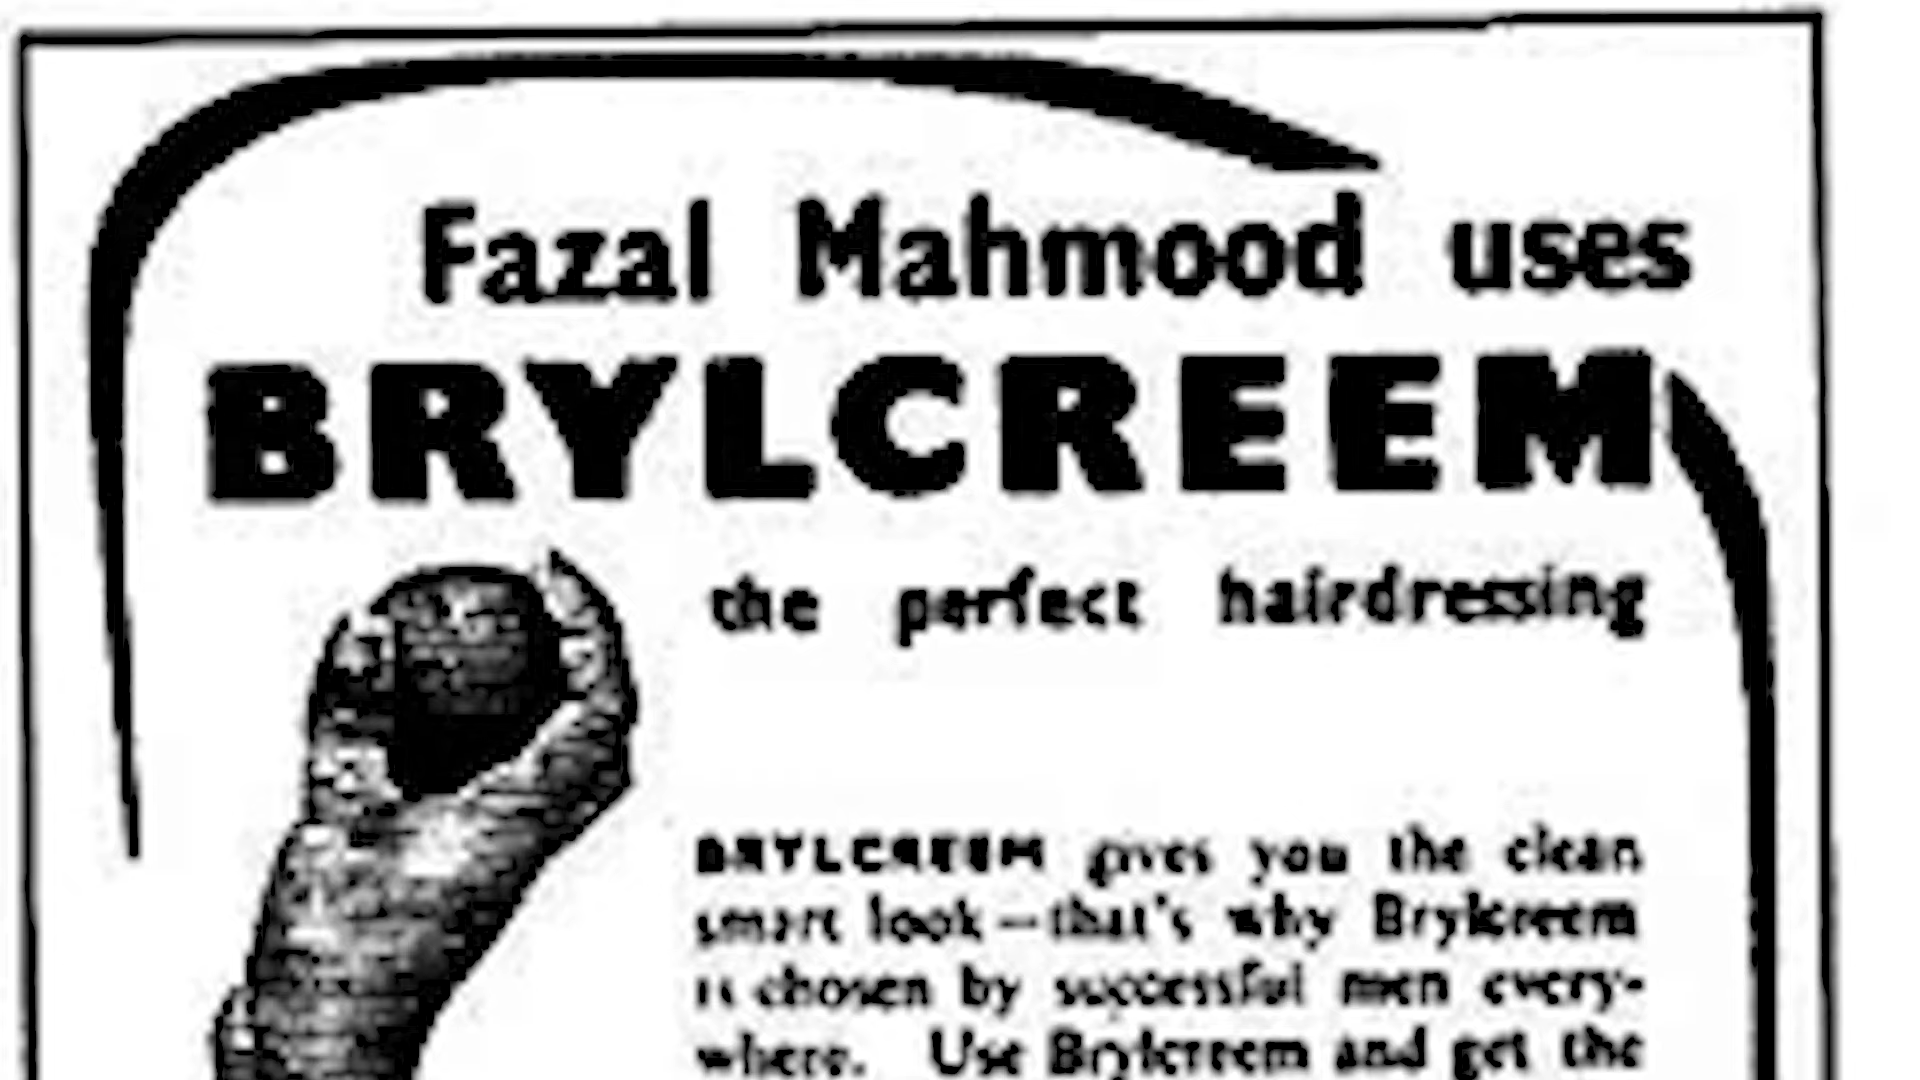 Fazal Mahmood uses
BRYLCREEM
the perfect hairdressing
BRYLCREEM gives you the clean
smart look—that's why Brylcreem
is chosen by successful men every-
where. Use Brylcreem and get the